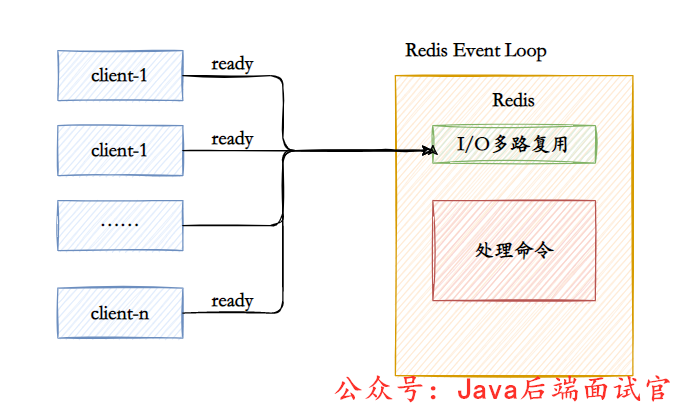 Redis Event Loop
client-1
ready
Redis
client-1
ready
I/O多路复用
……
处理命令
client-n
ready
公众号：Java后端面试官